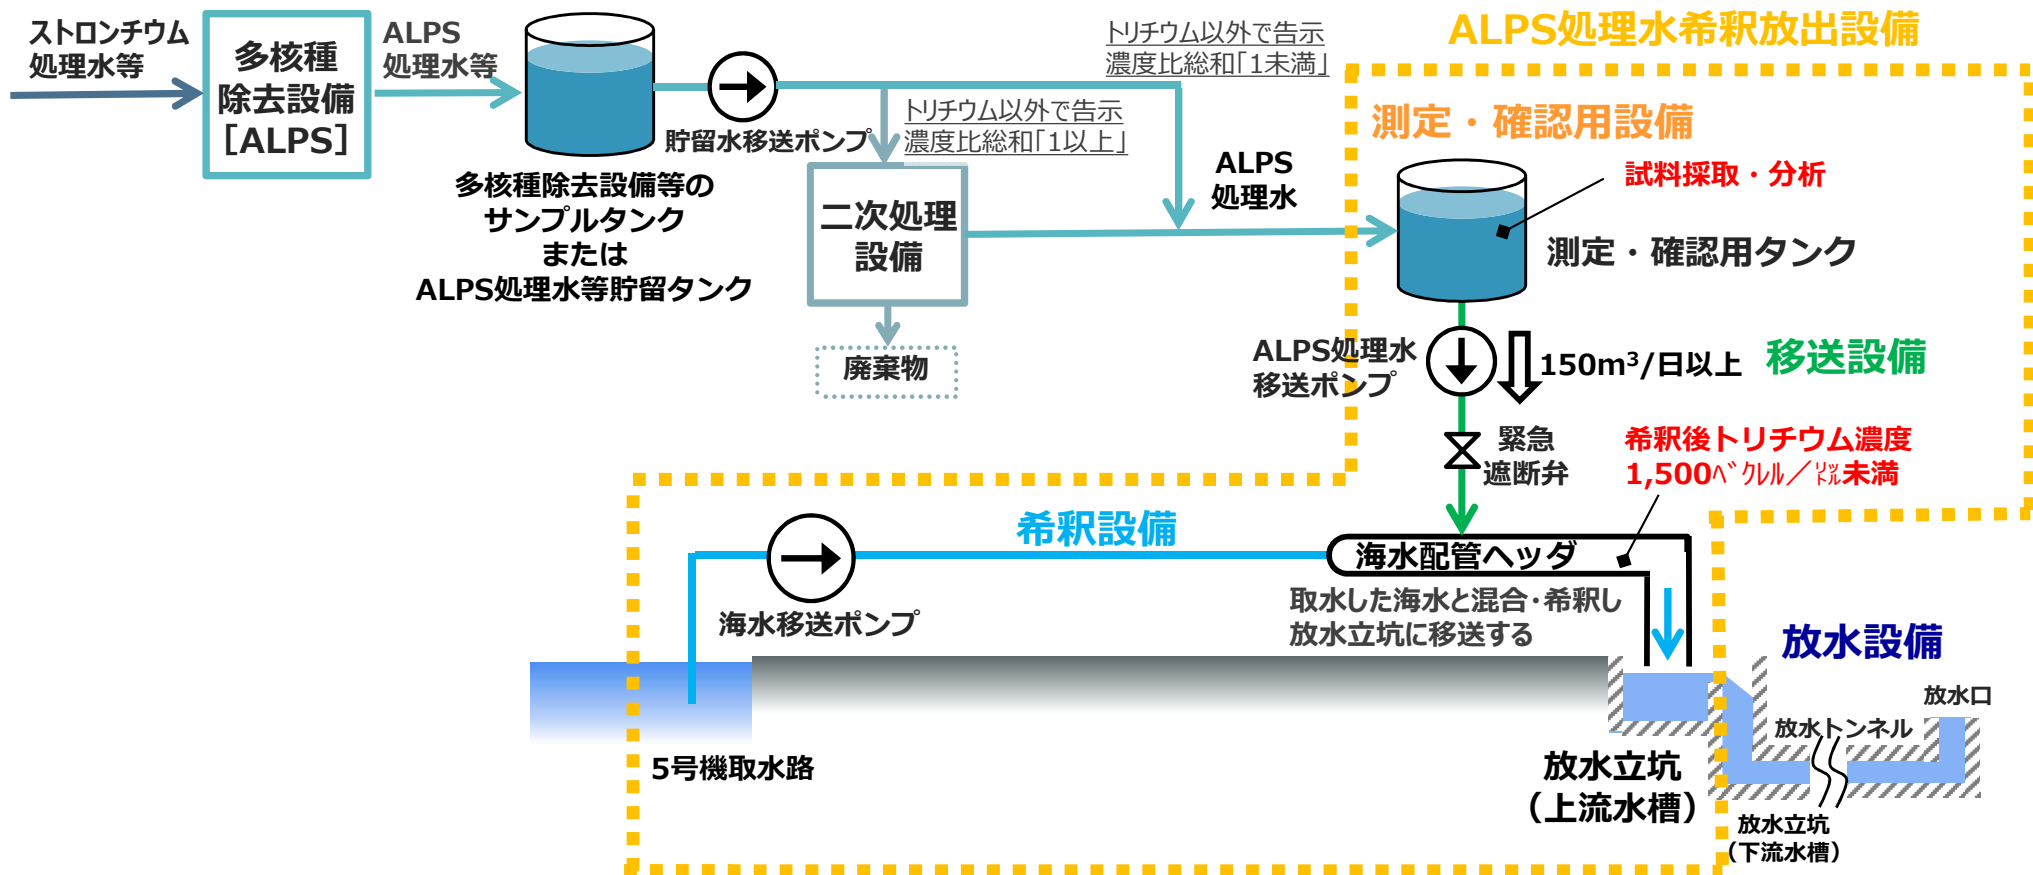 ストロンチウム
処理水等
多核種
除去設備
［ALPS］
ALPS
処理水等
多核種除去設備等の
サンプルタンク
または
ALPS処理水等貯留タンク
貯留水移送ポンプ
トリチウム以外で告示
濃度比総和「1以上」
トリチウム以外で告示
濃度比総和「1未満」
二次処理
設備
廃棄物
ALPS
処理水
ALPS処理水希釈放出設備
測定・確認用設備
試料採取・分析
測定・確認用タンク
ALPS処理水
移送ポンプ
150m³/日以上
移送設備
緊急
遮断弁
希釈後トリチウム濃度
1,500ﾍﾞｸﾚﾙ／㍑未満
希釈設備
海水移送ポンプ
海水配管ヘッダ
取水した海水と混合･希釈し
放水立坑に移送する
5号機取水路
放水立坑
（上流水槽）
放水設備
放水口
放水トンネル
放水立坑
（下流水槽）